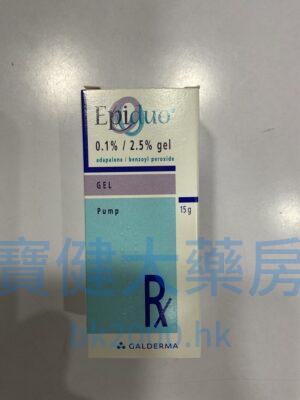 Epiduo
0.1% / 2.5% gel
adapalene / benzoyl peroxide
GEL
Pump
15g
寶健大藥房
Rx
bk2000.hk
GALDERMA